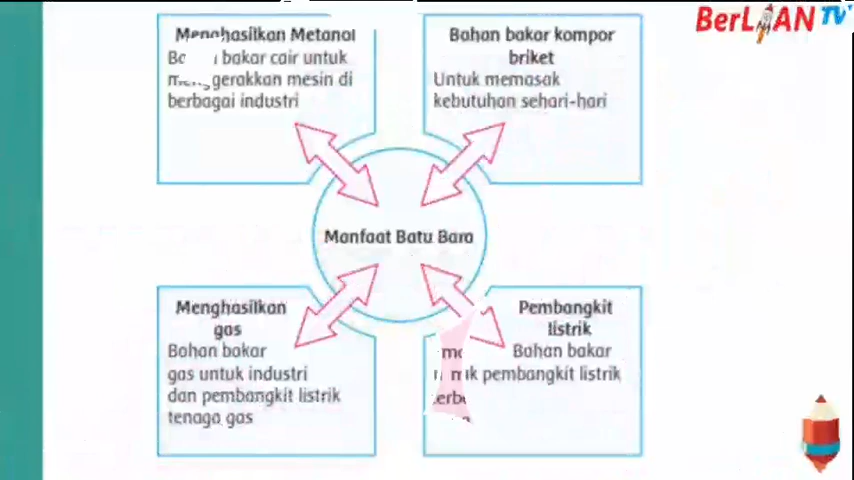 BerLIAN TV
Menghasilkan Metanol
bakar cair untuk
gerakkan mesin di
berbagai industri
Bahan bakar kompor
briket
Untuk memasak
kebutuhan sehari-hari
Manfaat Batu Bara
Menghasilkan
gas
Bahan bakar
gas untuk industri
dan pembangkit listrik
tenaga gas
Pembangkit
listrik
Bahan bakar
pembangkit listrik